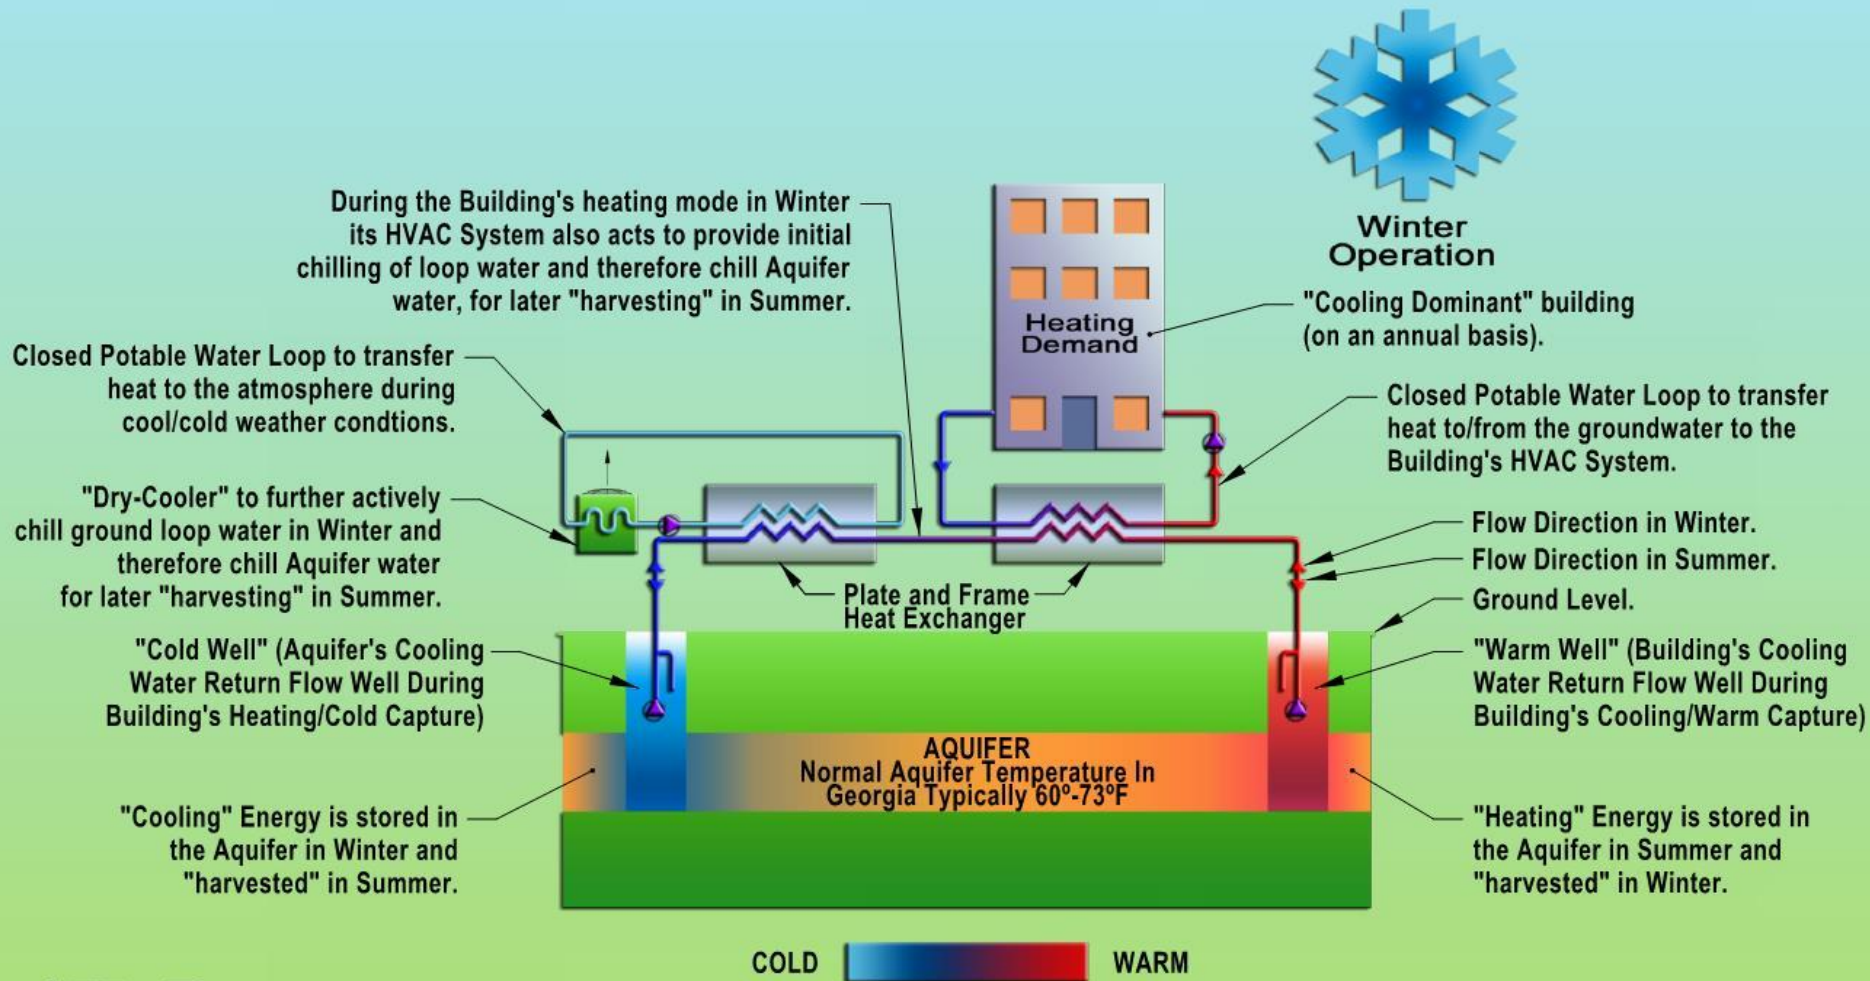 Winter
Operation
During the Building's heating mode in Winter
its HVAC System also acts to provide initial
chilling of loop water and therefore chill Aquifer
water, for later "harvesting" in Summer.
Heating
Demand
"Cooling Dominant" building
(on an annual basis).
Closed Potable Water Loop to transfer
heat to the atmosphere during
cool/cold weather condtions.
Closed Potable Water Loop to transfer
heat to/from the groundwater to the
Building's HVAC System.
"Dry-Cooler" to further actively
chill ground loop water in Winter and
therefore chill Aquifer water
for later "harvesting" in Summer.
Flow Direction in Winter.
Flow Direction in Summer.
Plate and Frame
Heat Exchanger
Ground Level.
"Cold Well" (Aquifer's Cooling
Water Return Flow Well During
Building's Heating/Cold Capture)
"Warm Well" (Building's Cooling
Water Return Flow Well During
Building's Cooling/Warm Capture)
AQUIFER
Normal Aquifer Temperature In
Georgia Typically 60º-73ºF
"Cooling" Energy is stored in
the Aquifer in Winter and
"harvested" in Summer.
"Heating" Energy is stored in
the Aquifer in Summer and
"harvested" in Winter.
COLD
WARM